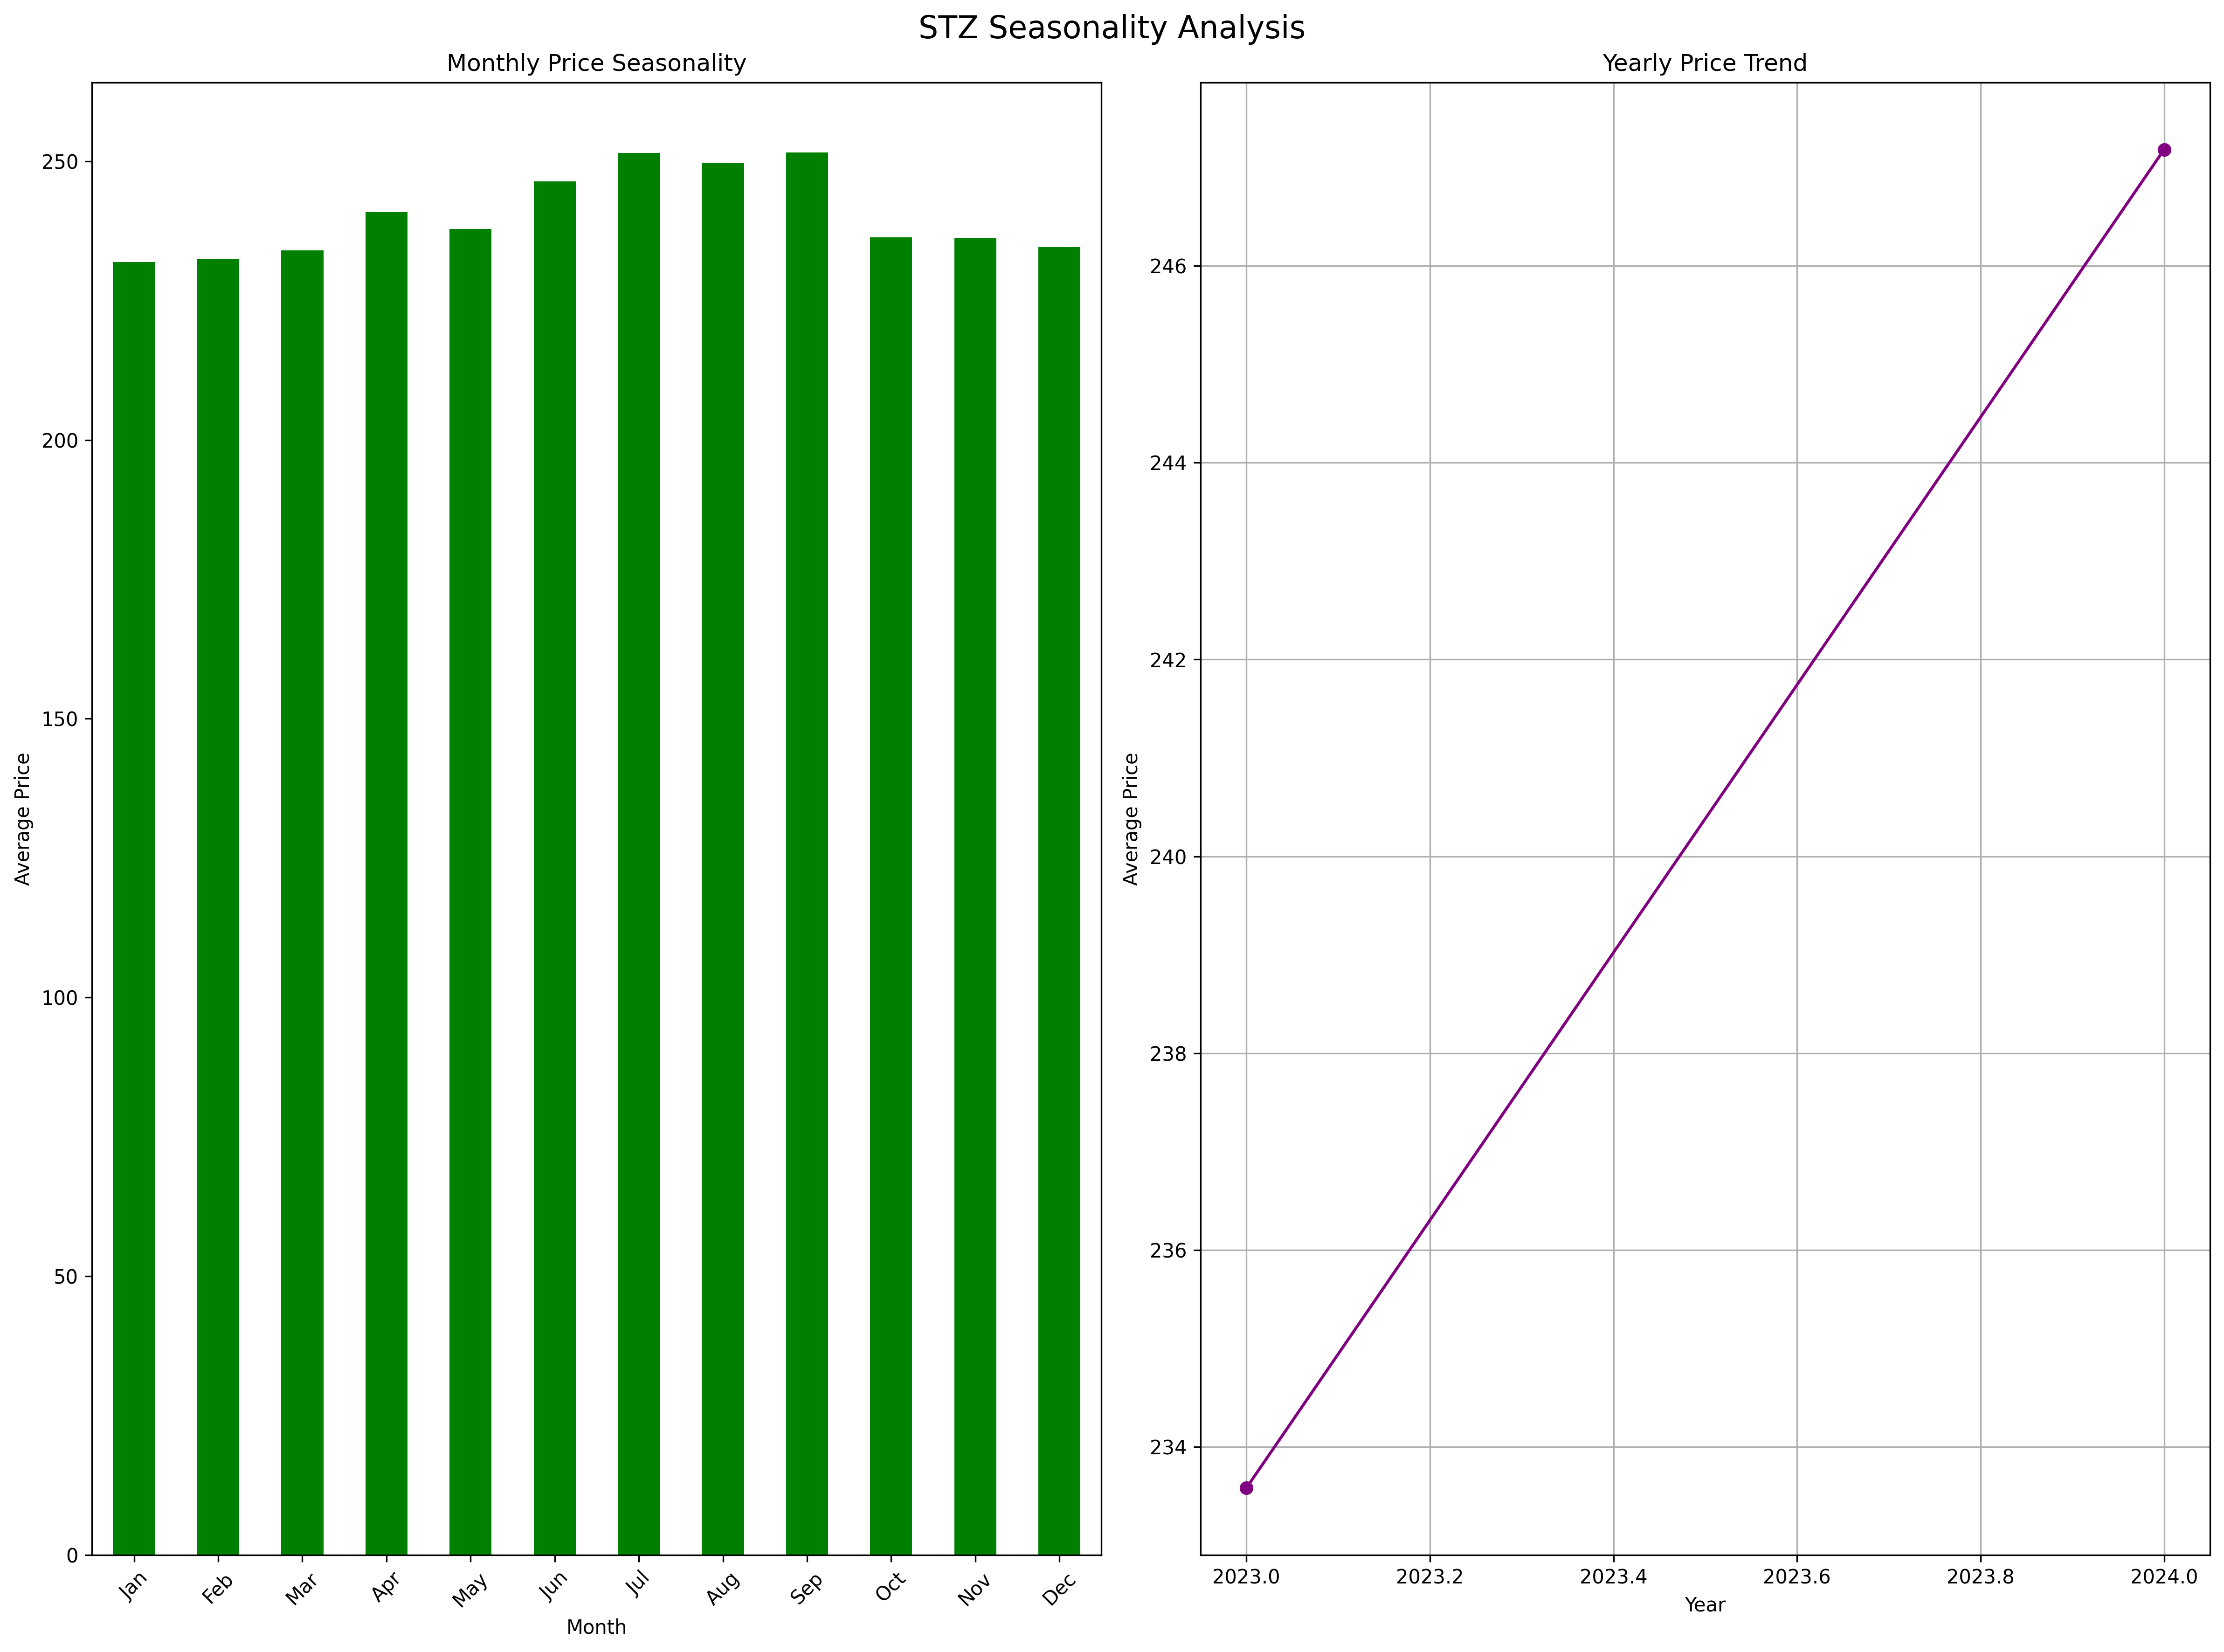 STZ Seasonality Analysis
Monthly Price Seasonality
Average Price
250
200
150
100
50
0
Jan
Feb
Mar
Apr
May
Jun
Jul
Aug
Sep
Oct
Nov
Dec
Month
Yearly Price Trend
Average Price
246
244
242
240
238
236
234
2023.0
2023.2
2023.4
2023.6
2023.8
2024.0
Year